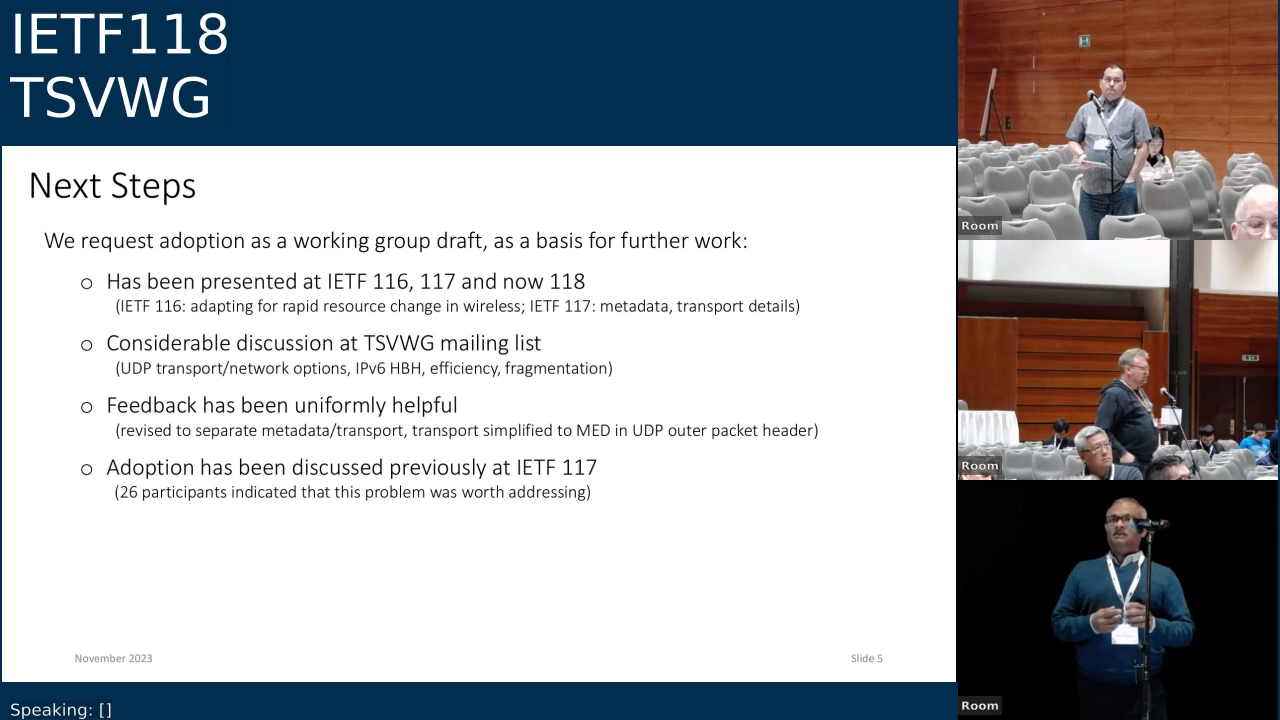 IETF118
TSVWG
Next Steps
We request adoption as a working group draft, as a basis for further work:
o Has been presented at IETF 116, 117 and now 118
(IETF 116: adapting for rapid resource change in wireless; IETF 117: metadata, transport details)
o Considerable discussion at TSVWG mailing list
(UDP transport/network options, IPv6 HBH, efficiency, fragmentation)
o Feedback has been uniformly helpful
(revised to separate metadata/transport, transport simplified to MED in UDP outer packet header)
o Adoption has been discussed previously at IETF 117
(26 participants indicated that this problem was worth addressing)
November 2023
Slide 5
Speaking: []
Room
Room
Room